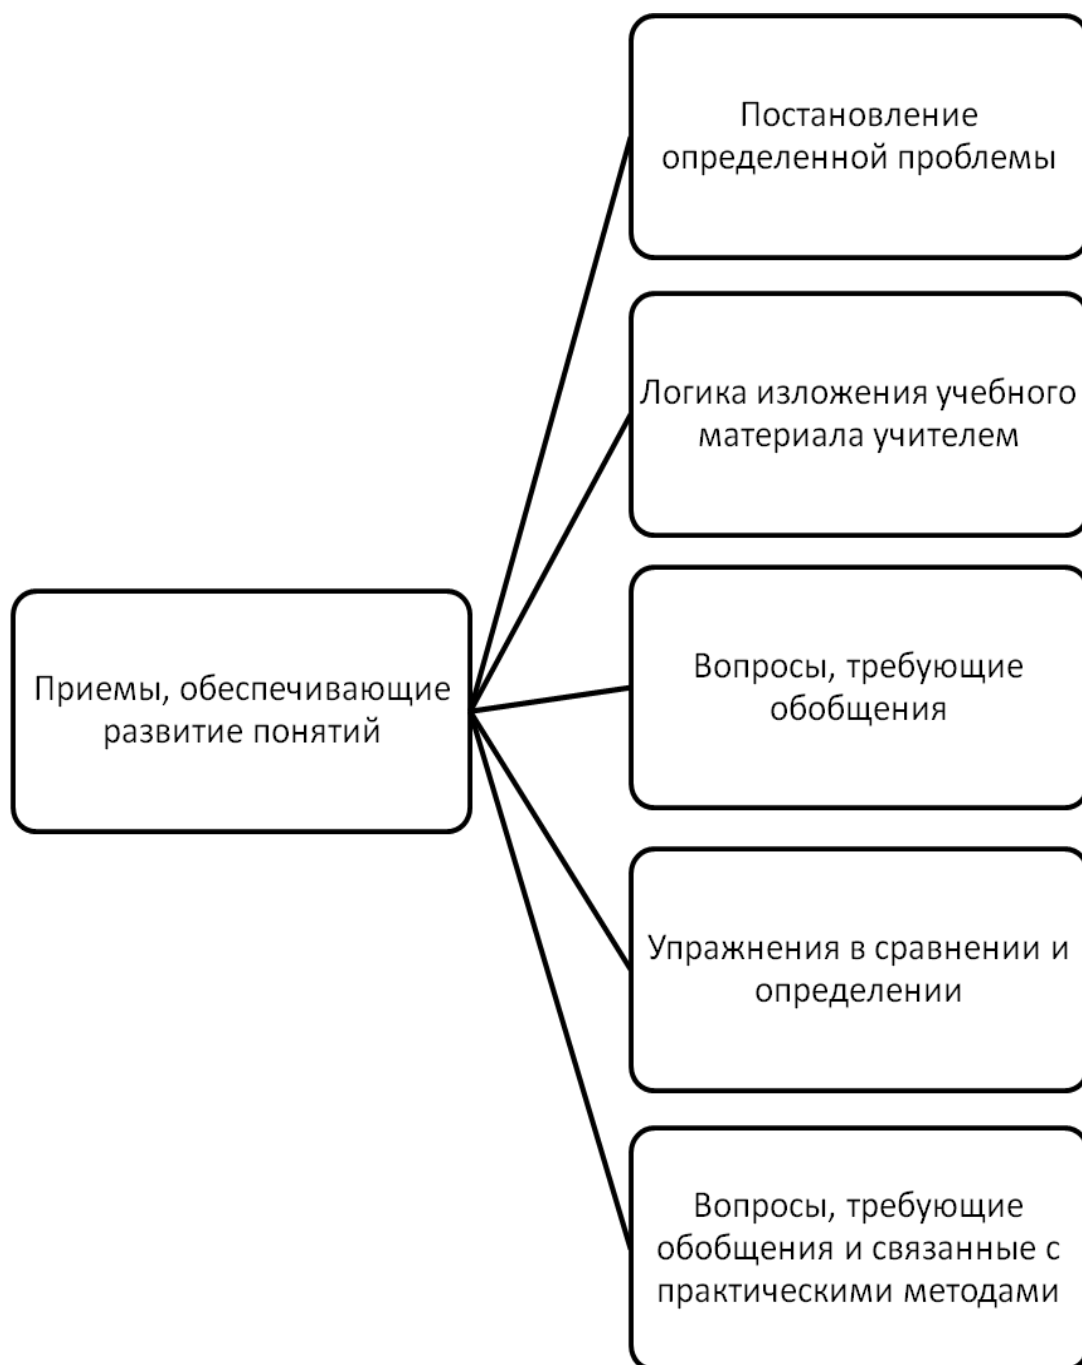 Постановление
определенной проблемы
Логика изложения учебного
материала учителем
Приемы, обеспечивающие
развитие понятий
Вопросы, требующие
обобщения
Упражнения в сравнении и
определении
Вопросы, требующие
обобщения и связанные с
практическими методами